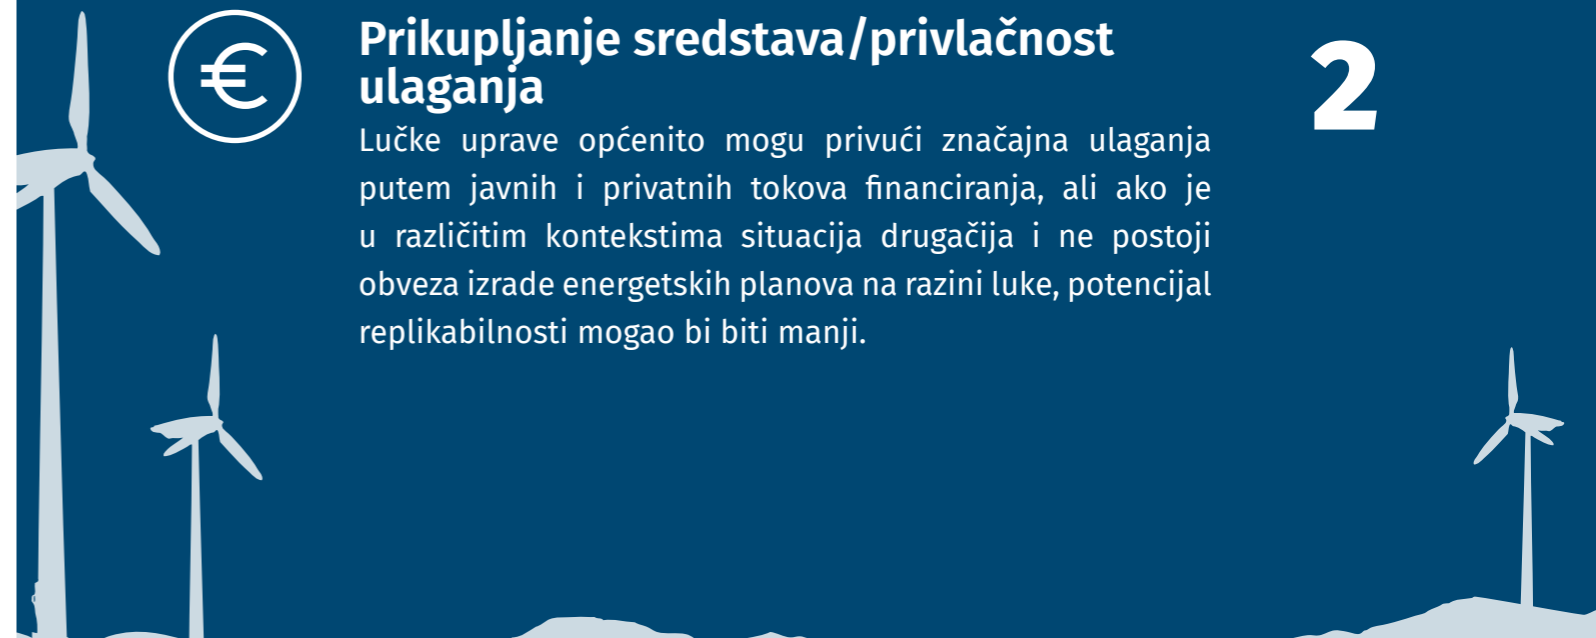 Prikupljanje sredstava/privlačnost
ulaganja
2
Lučke uprave općenito mogu privući značajna ulaganja
putem javnih i privatnih tokova financiranja, ali ako je
u različitim kontekstima situacija drugačija i ne postoji
obveza izrade energetskih planova na razini luke, potencijal
replikabilnosti mogao bi biti manji.